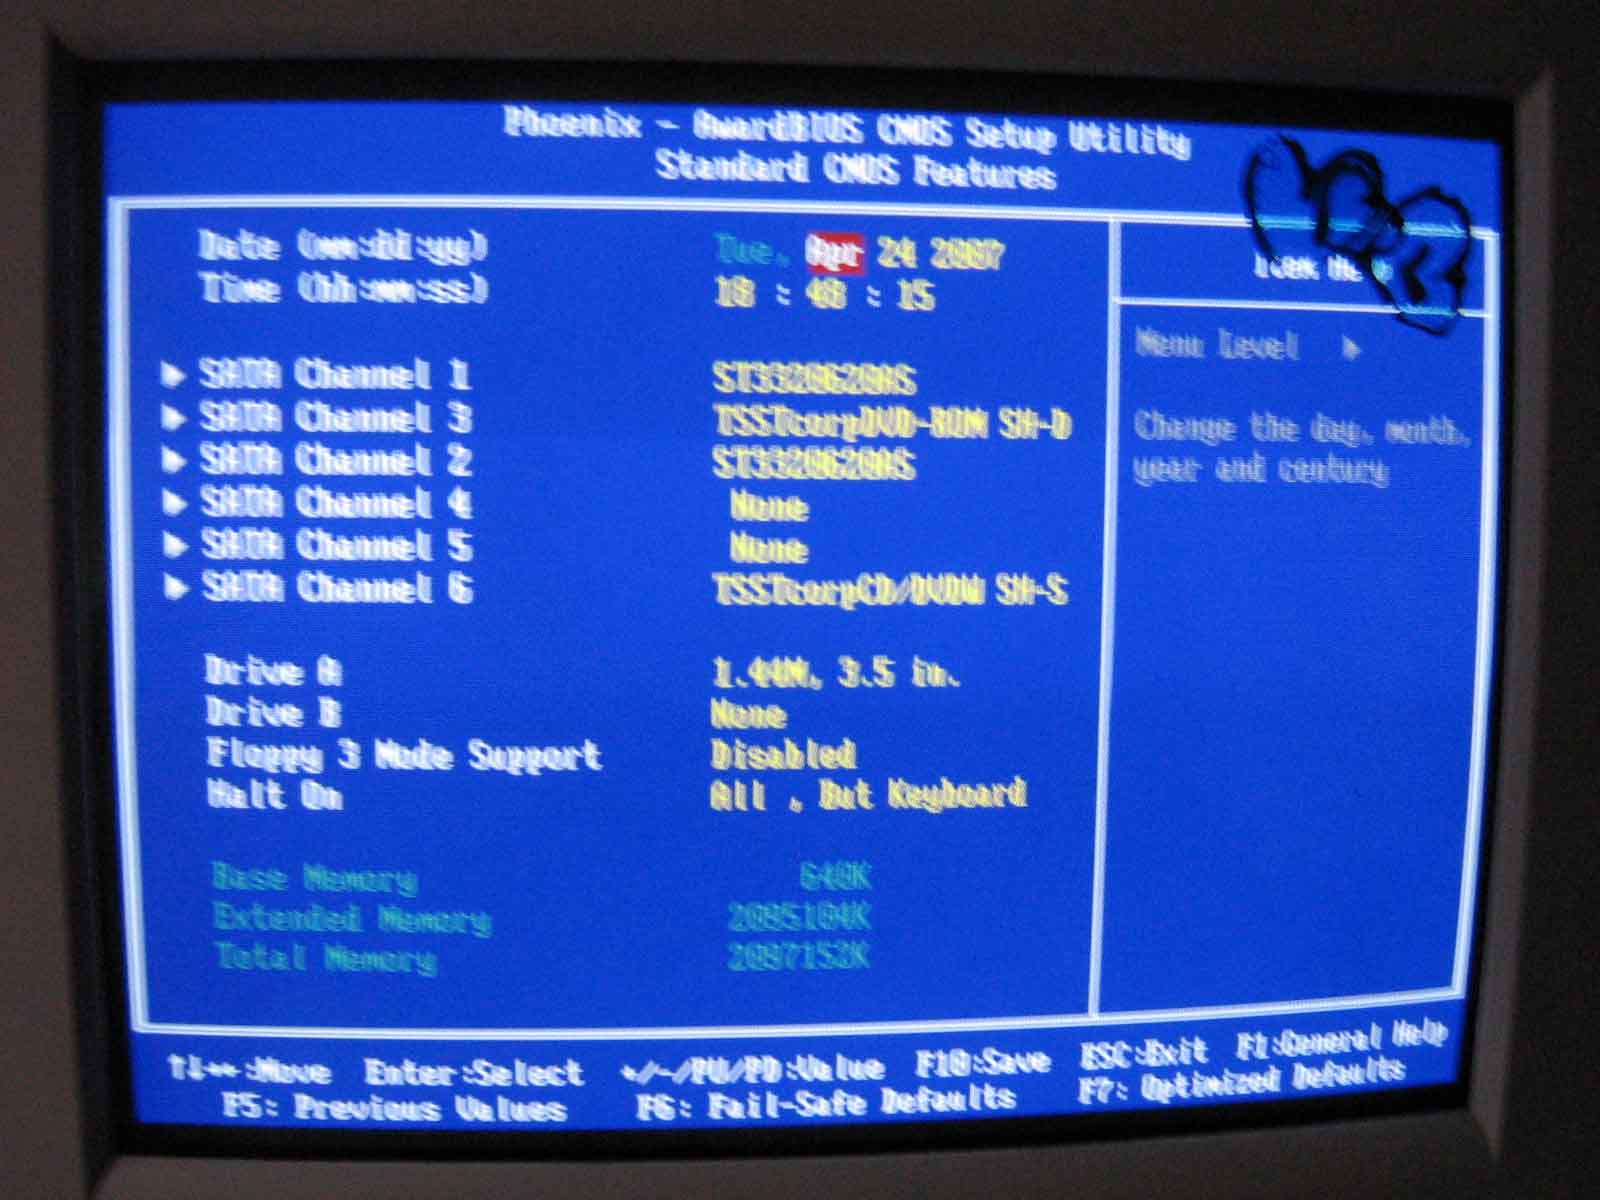 Phoenix - AwardBIOS CMOS Setup Utility
Standard CMOS Features
Date (mm:dd:yy) Tue, Apr 24 2007
Time (hh:mm:ss) 18 : 48 : 15
SATA Channel 1 ST3320620AS
SATA Channel 3 TSSTcorpDVD-ROM SH-D
SATA Channel 2 ST3320620AS
SATA Channel 4 None
SATA Channel 5 None
SATA Channel 6 TSSTcorpCD/DVDW SH-S
Drive A 1.44M, 3.5 in.
Drive B None
Floppy 3 Mode Support Disabled
Halt On All , But Keyboard
Base Memory 640K
Extended Memory 2095104K
Total Memory 2097152K
Item
Menu Level ▶
Change the day, month,
year and century
↑↓→←:Move Enter:Select +/-/PU/PD:Value F10:Save ESC:Exit F1:General Help
F5: Previous Values F6: Fail-Safe Defaults F7: Optimized Defaults